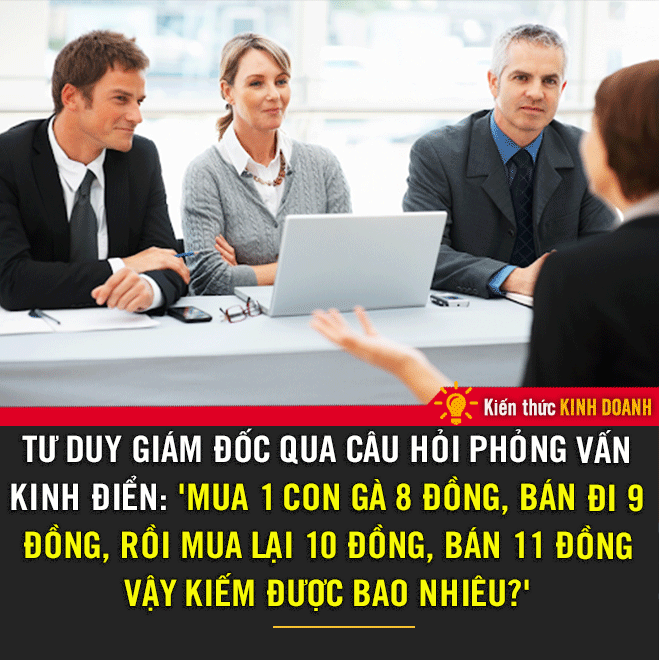 Kiến thức KINH DOANH
TƯ DUY GIÁM ĐỐC QUA CÂU HỎI PHỎNG VẤN
KINH ĐIỂN: 'MUA 1 CON GÀ 8 ĐỒNG, BÁN ĐI 9
ĐỒNG, RỒI MUA LẠI 10 ĐỒNG, BÁN 11 ĐỒNG
VẬY KIẾM ĐƯỢC BAO NHIÊU?'